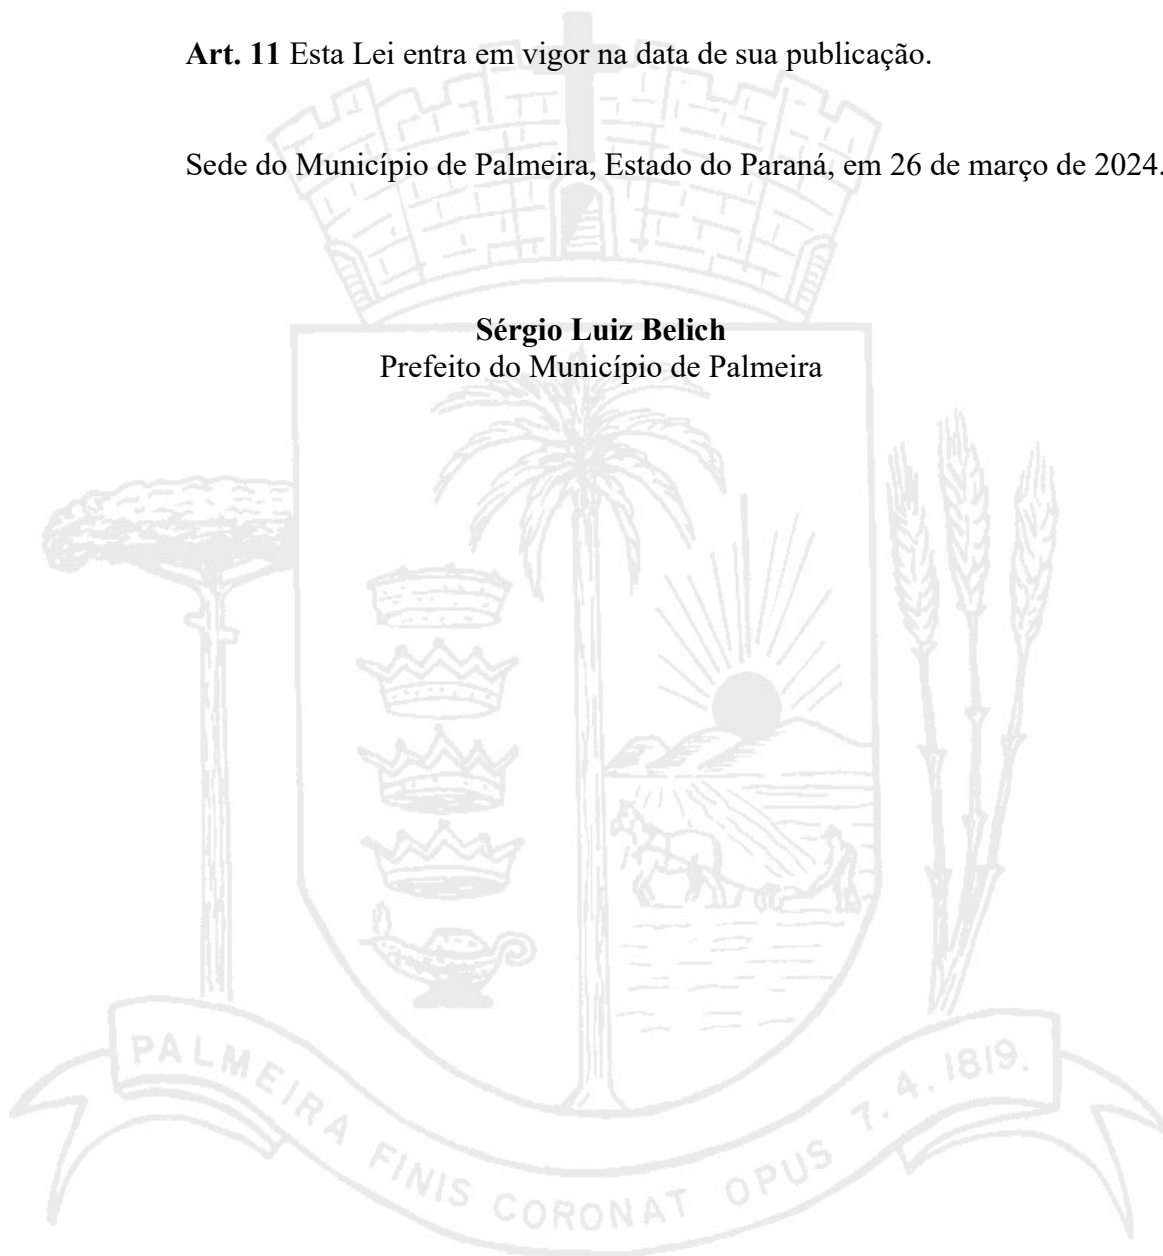 Art. 11 Esta Lei entra em vigor na data de sua publicação.
Sede do Município de Palmeira, Estado do Paraná, em 26 de março de 2024.
Sérgio Luiz Belich
Prefeito do Município de Palmeira
PALMEIRA FINIS CORONAT OPUS 7.4.1819.